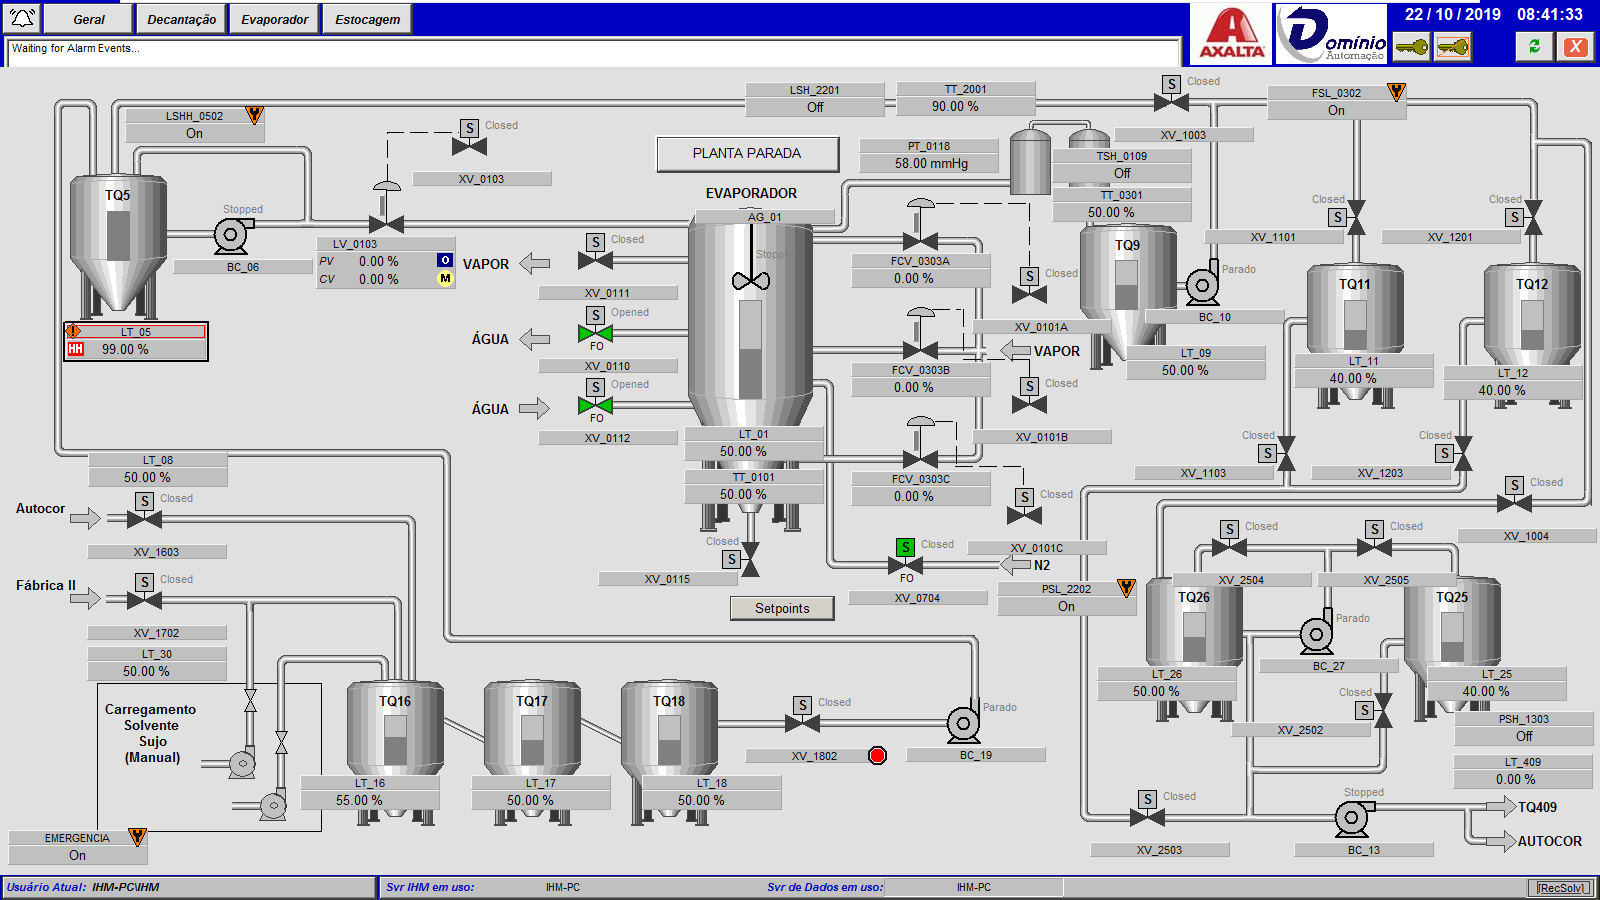 Geral
Decantação
Evaporador
Estocagem
AXALTA
Domínio
Automação
22 / 10 / 2019 08:41:33
X
Waiting for Alarm Events...
LSHH_0502
On
S Closed
XV_0103
LSH_2201
Off
TT_2001
90.00 %
S Closed
XV_1003
FSL_0302
On
PLANTA PARADA
PT_0118
58.00 mmHg
TSH_0109
Off
TT_0301
50.00 %
EVAPORADOR
AG_01
Stopped
TQ5
Stopped
BC_06
LV_0103
PV 0.00 % O
CV 0.00 % M
LT_05
HH 99.00 %
VAPOR
S Closed
XV_0111
ÁGUA
S Opened
FO
XV_0110
ÁGUA
S Opened
FO
XV_0112
FCV_0303A
0.00 %
S Closed
XV_0101A
VAPOR
FCV_0303B
0.00 %
S Closed
XV_0101B
FCV_0303C
0.00 %
S Closed
XV_0101C
N2
TQ9
Parado
BC_10
LT_09
50.00 %
Closed
S
XV_1101
TQ11
LT_11
40.00 %
Closed
S
XV_1201
TQ12
LT_12
40.00 %
Closed
S
XV_1103
Closed
S
XV_1203
S Closed
XV_1004
LT_01
50.00 %
TT_0101
50.00 %
Closed
S
XV_0115
S Closed
FO
XV_0704
Setpoints
LT_08
50.00 %
Autocor
S Closed
XV_1603
Fábrica II
S Closed
XV_1702
LT_30
50.00 %
Carregamento
Solvente
Sujo
(Manual)
EMERGENCIA
On
TQ16
LT_16
55.00 %
TQ17
LT_17
50.00 %
TQ18
LT_18
50.00 %
S Closed
XV_1802
Parado
BC_19
PSL_2202
On
S Closed
XV_2504
S Closed
XV_2505
TQ26
LT_26
50.00 %
Parado
BC_27
TQ25
LT_25
40.00 %
Closed
S
XV_2502
PSH_1303
Off
LT_409
0.00 %
S Closed
XV_2503
Stopped
BC_13
TQ409
AUTOCOR
Usuário Atual: IHM-PC\IHM
Svr IHM em uso: IHM-PC
Svr de Dados em uso: IHM-PC
[RecSolv]